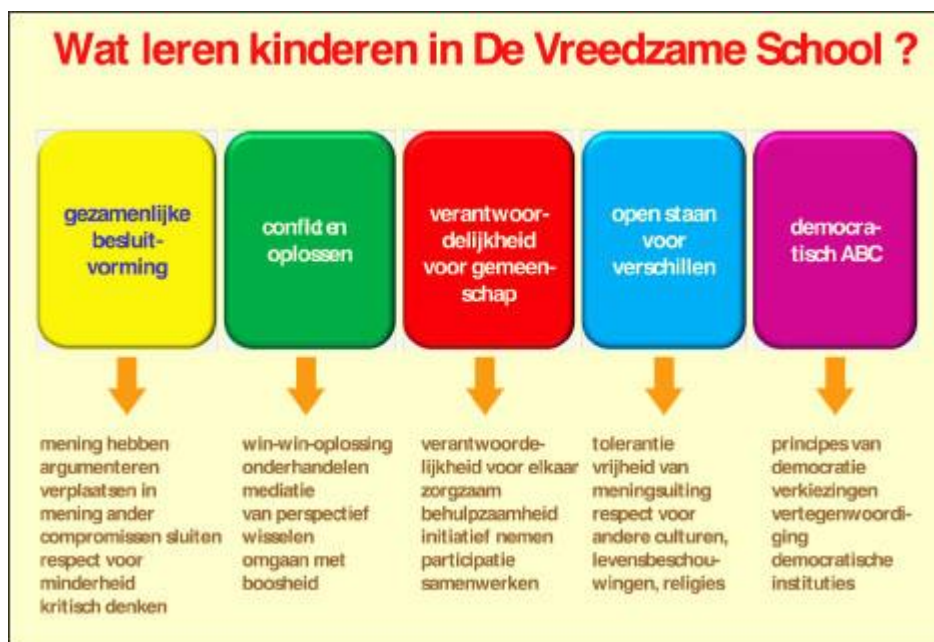 Wat leren kinderen in De Vreedzame School ?
gezamenlijke
besluit-
vorming
conflicten
oplossen
verantwoor-
delijkheid
voor gemeen-
schap
open staan
voor
verschillen
democra-
tisch ABC
mening hebben
argumenteren
verplaatsen in
mening ander
compromissen sluiten
respect voor
minderheid
kritisch denken
win-win-oplossing
onderhandelen
mediatie
van perspectief
wisselen
omgaan met
boosheid
verantwoorde-
lijkheid voor elkaar
zorgzaam
behulpzaamheid
initiatief nemen
participatie
samenwerken
tolerantie
vrijheid van
meningsuiting
respect voor
andere culturen,
levensbeschou-
wingen, religies
principes van
democratie
verkiezingen
vertegenwoordi-
ging
democratische
instituties